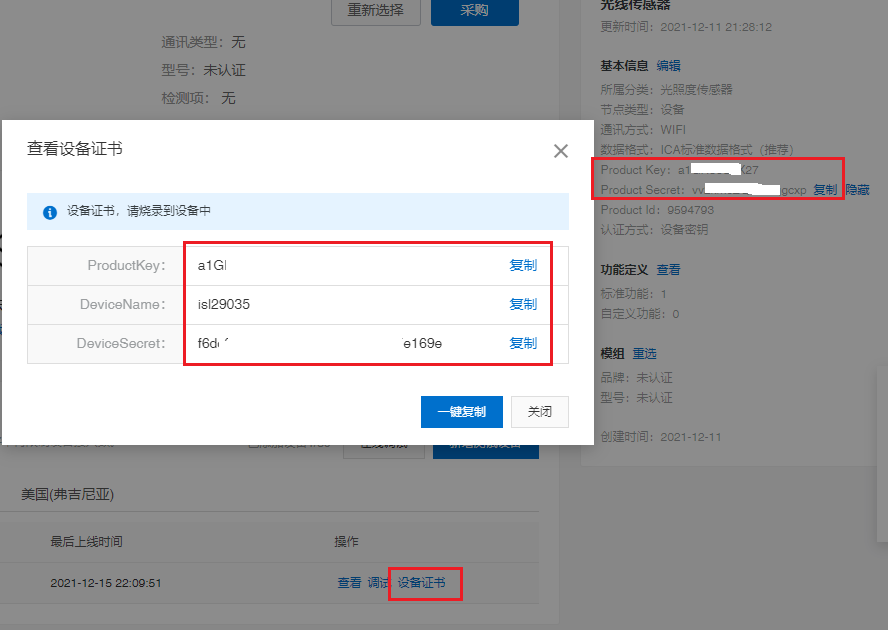 重新选择 采购
通讯类型：无
型号：未认证
检测项：无
查看设备证书
设备证书，请烧录到设备中
ProductKey： a1Gl 复制
DeviceName： isl29035 复制
DeviceSecret： f6d e169e 复制
一键复制 关闭
美国(弗吉尼亚)
最后上线时间 操作
2021-12-15 22:09:51 查看 调试 设备证书
光线传感器
更新时间：2021-12-11 21:28:12
基本信息 编辑
所属分类：光照度传感器
节点类型：设备
通讯方式：WIFI
数据格式：ICA标准数据格式（推荐）
Product Key： a1 X27
Product Secret： vv gcxp 复制 隐藏
Product Id：9594793
认证方式：设备密钥
功能定义 查看
标准功能：1
自定义功能：0
模组 重选
品牌：未认证
型号：未认证
创建时间：2021-12-11